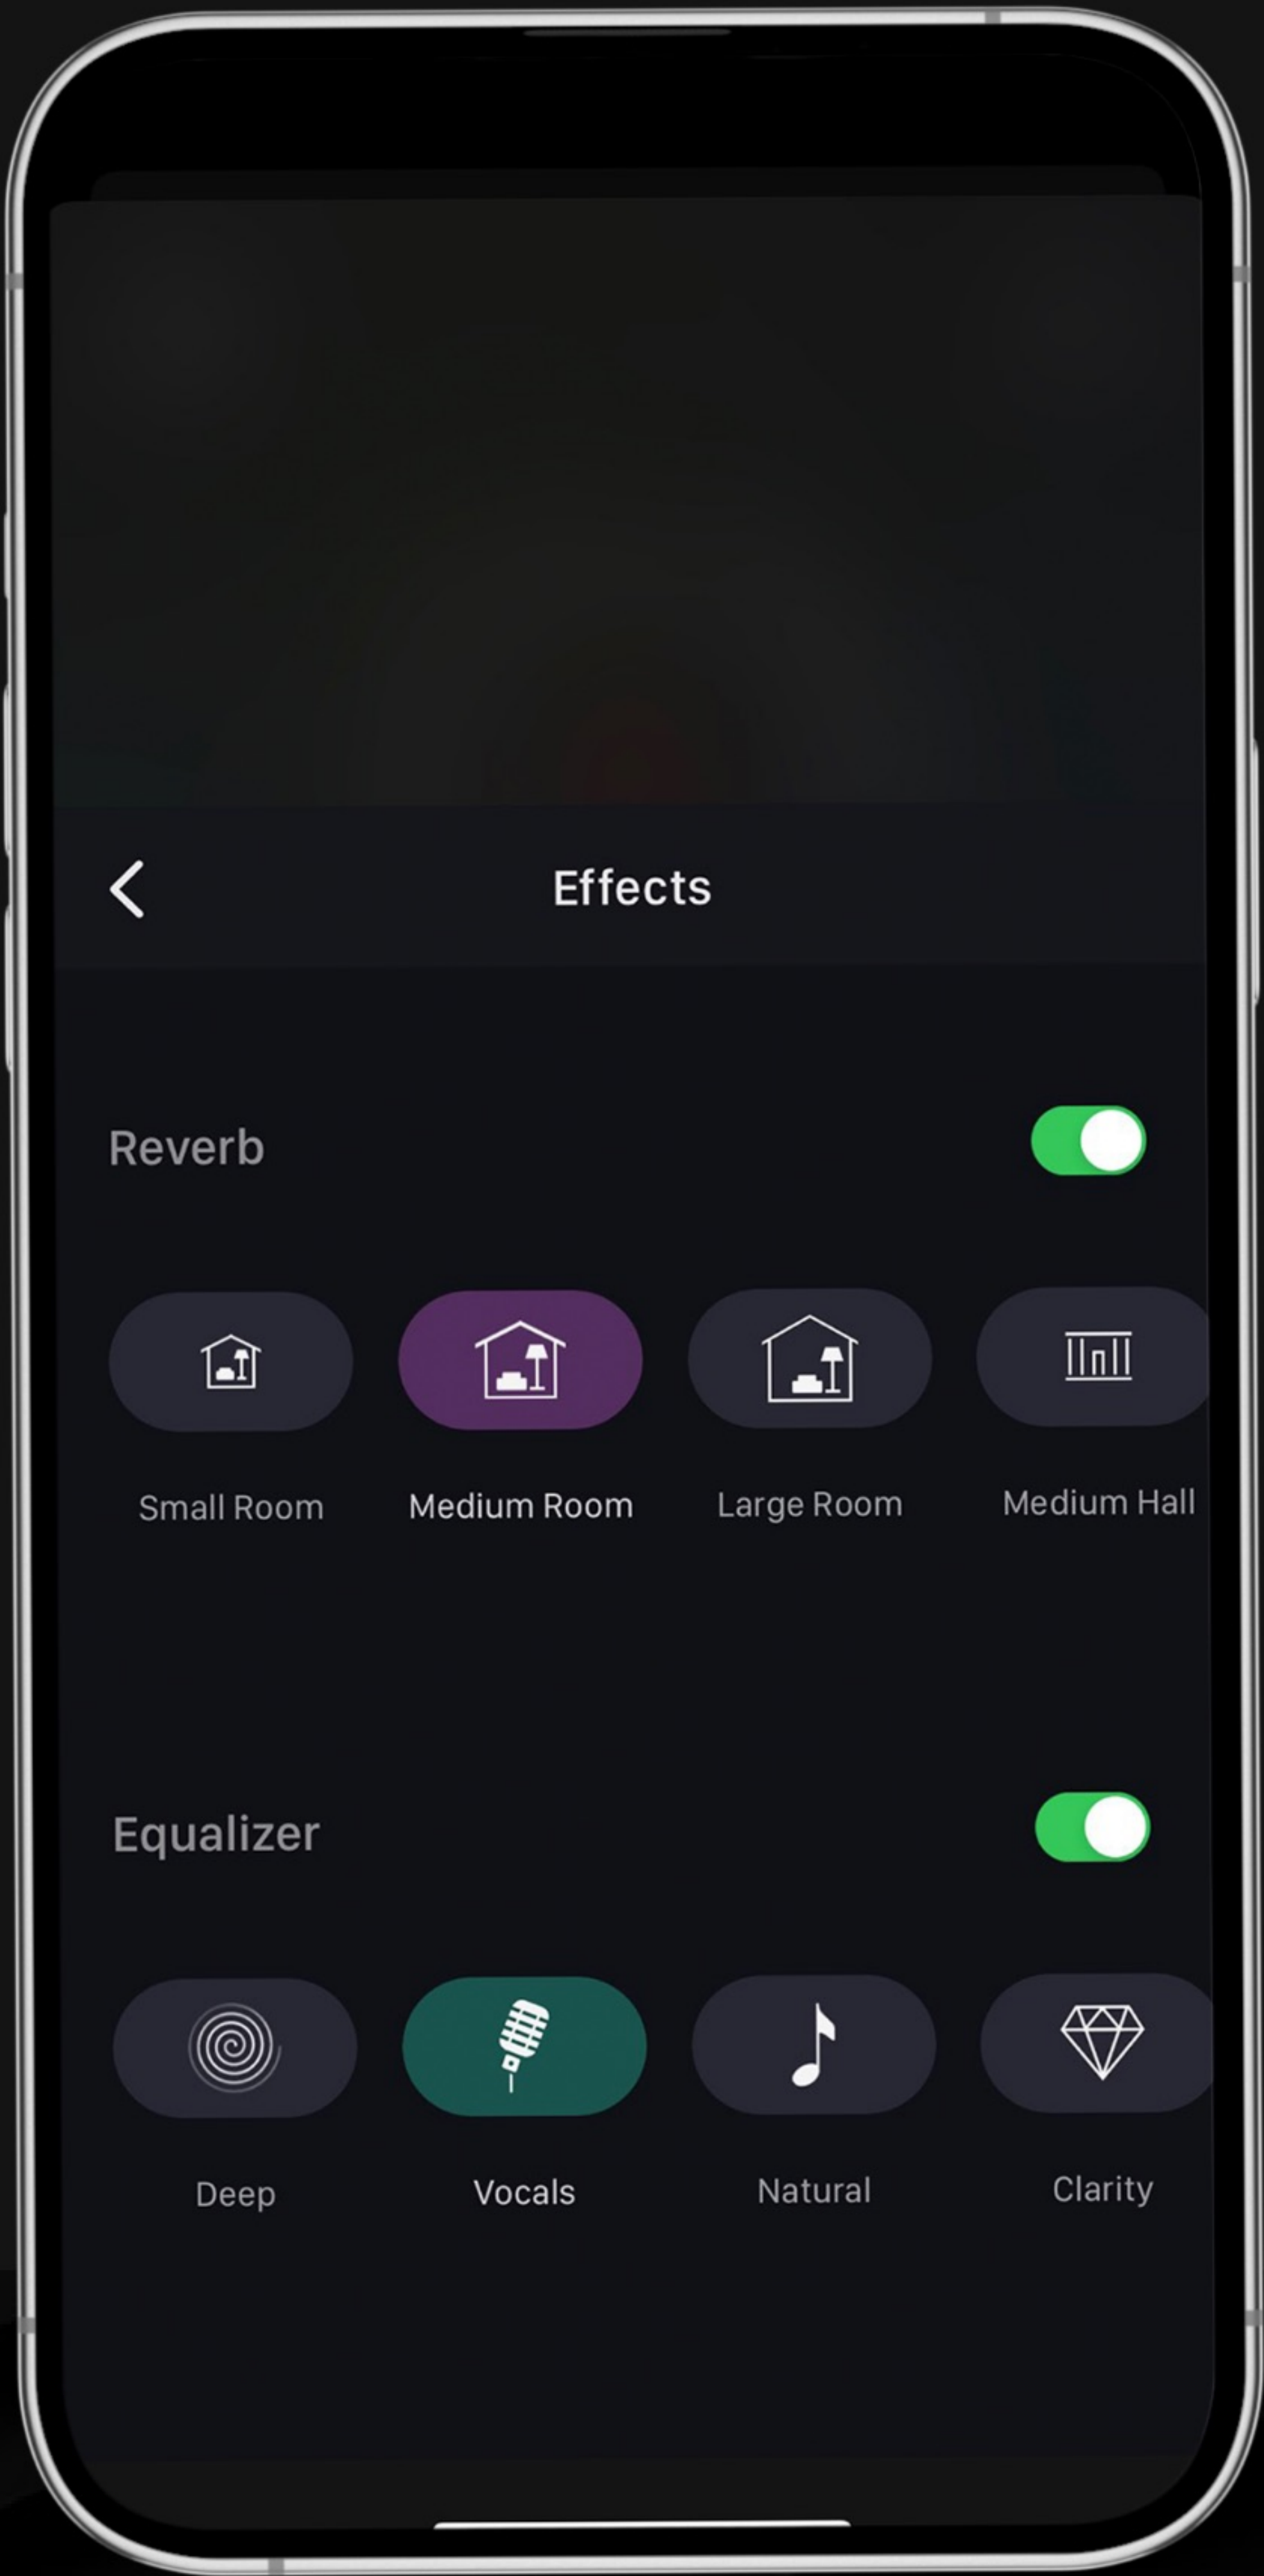 Effects
Reverb
Small Room Medium Room Large Room Medium Hall
Equalizer
Deep Vocals Natural Clarity